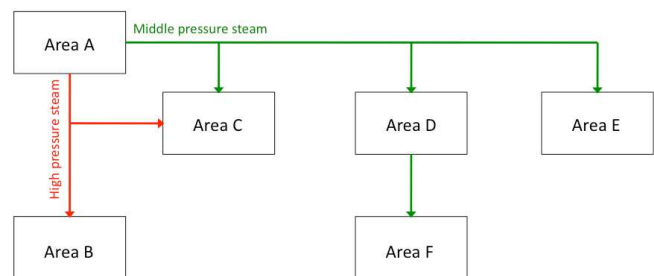 Middle pressure steam
Area A
High pressure steam
Area C
Area D
Area E
Area B
Area F